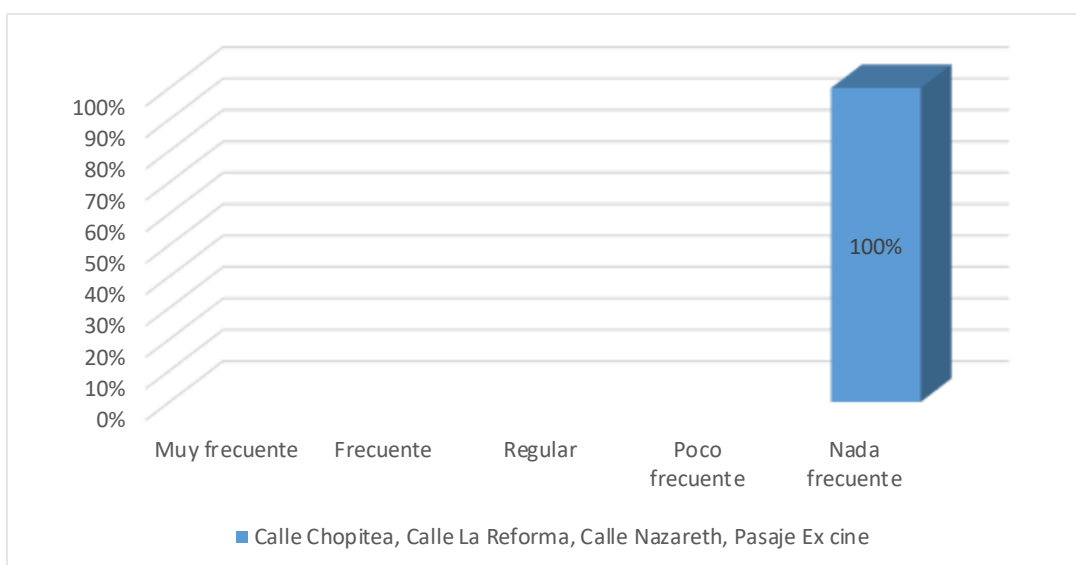 100%
90%
80%
70%
60%
50%
40%
30%
20%
10%
0%
100%
Muy frecuente
Frecuente
Regular
Poco
frecuente
Nada
frecuente
Calle Chopitea, Calle La Reforma, Calle Nazareth, Pasaje Ex cine